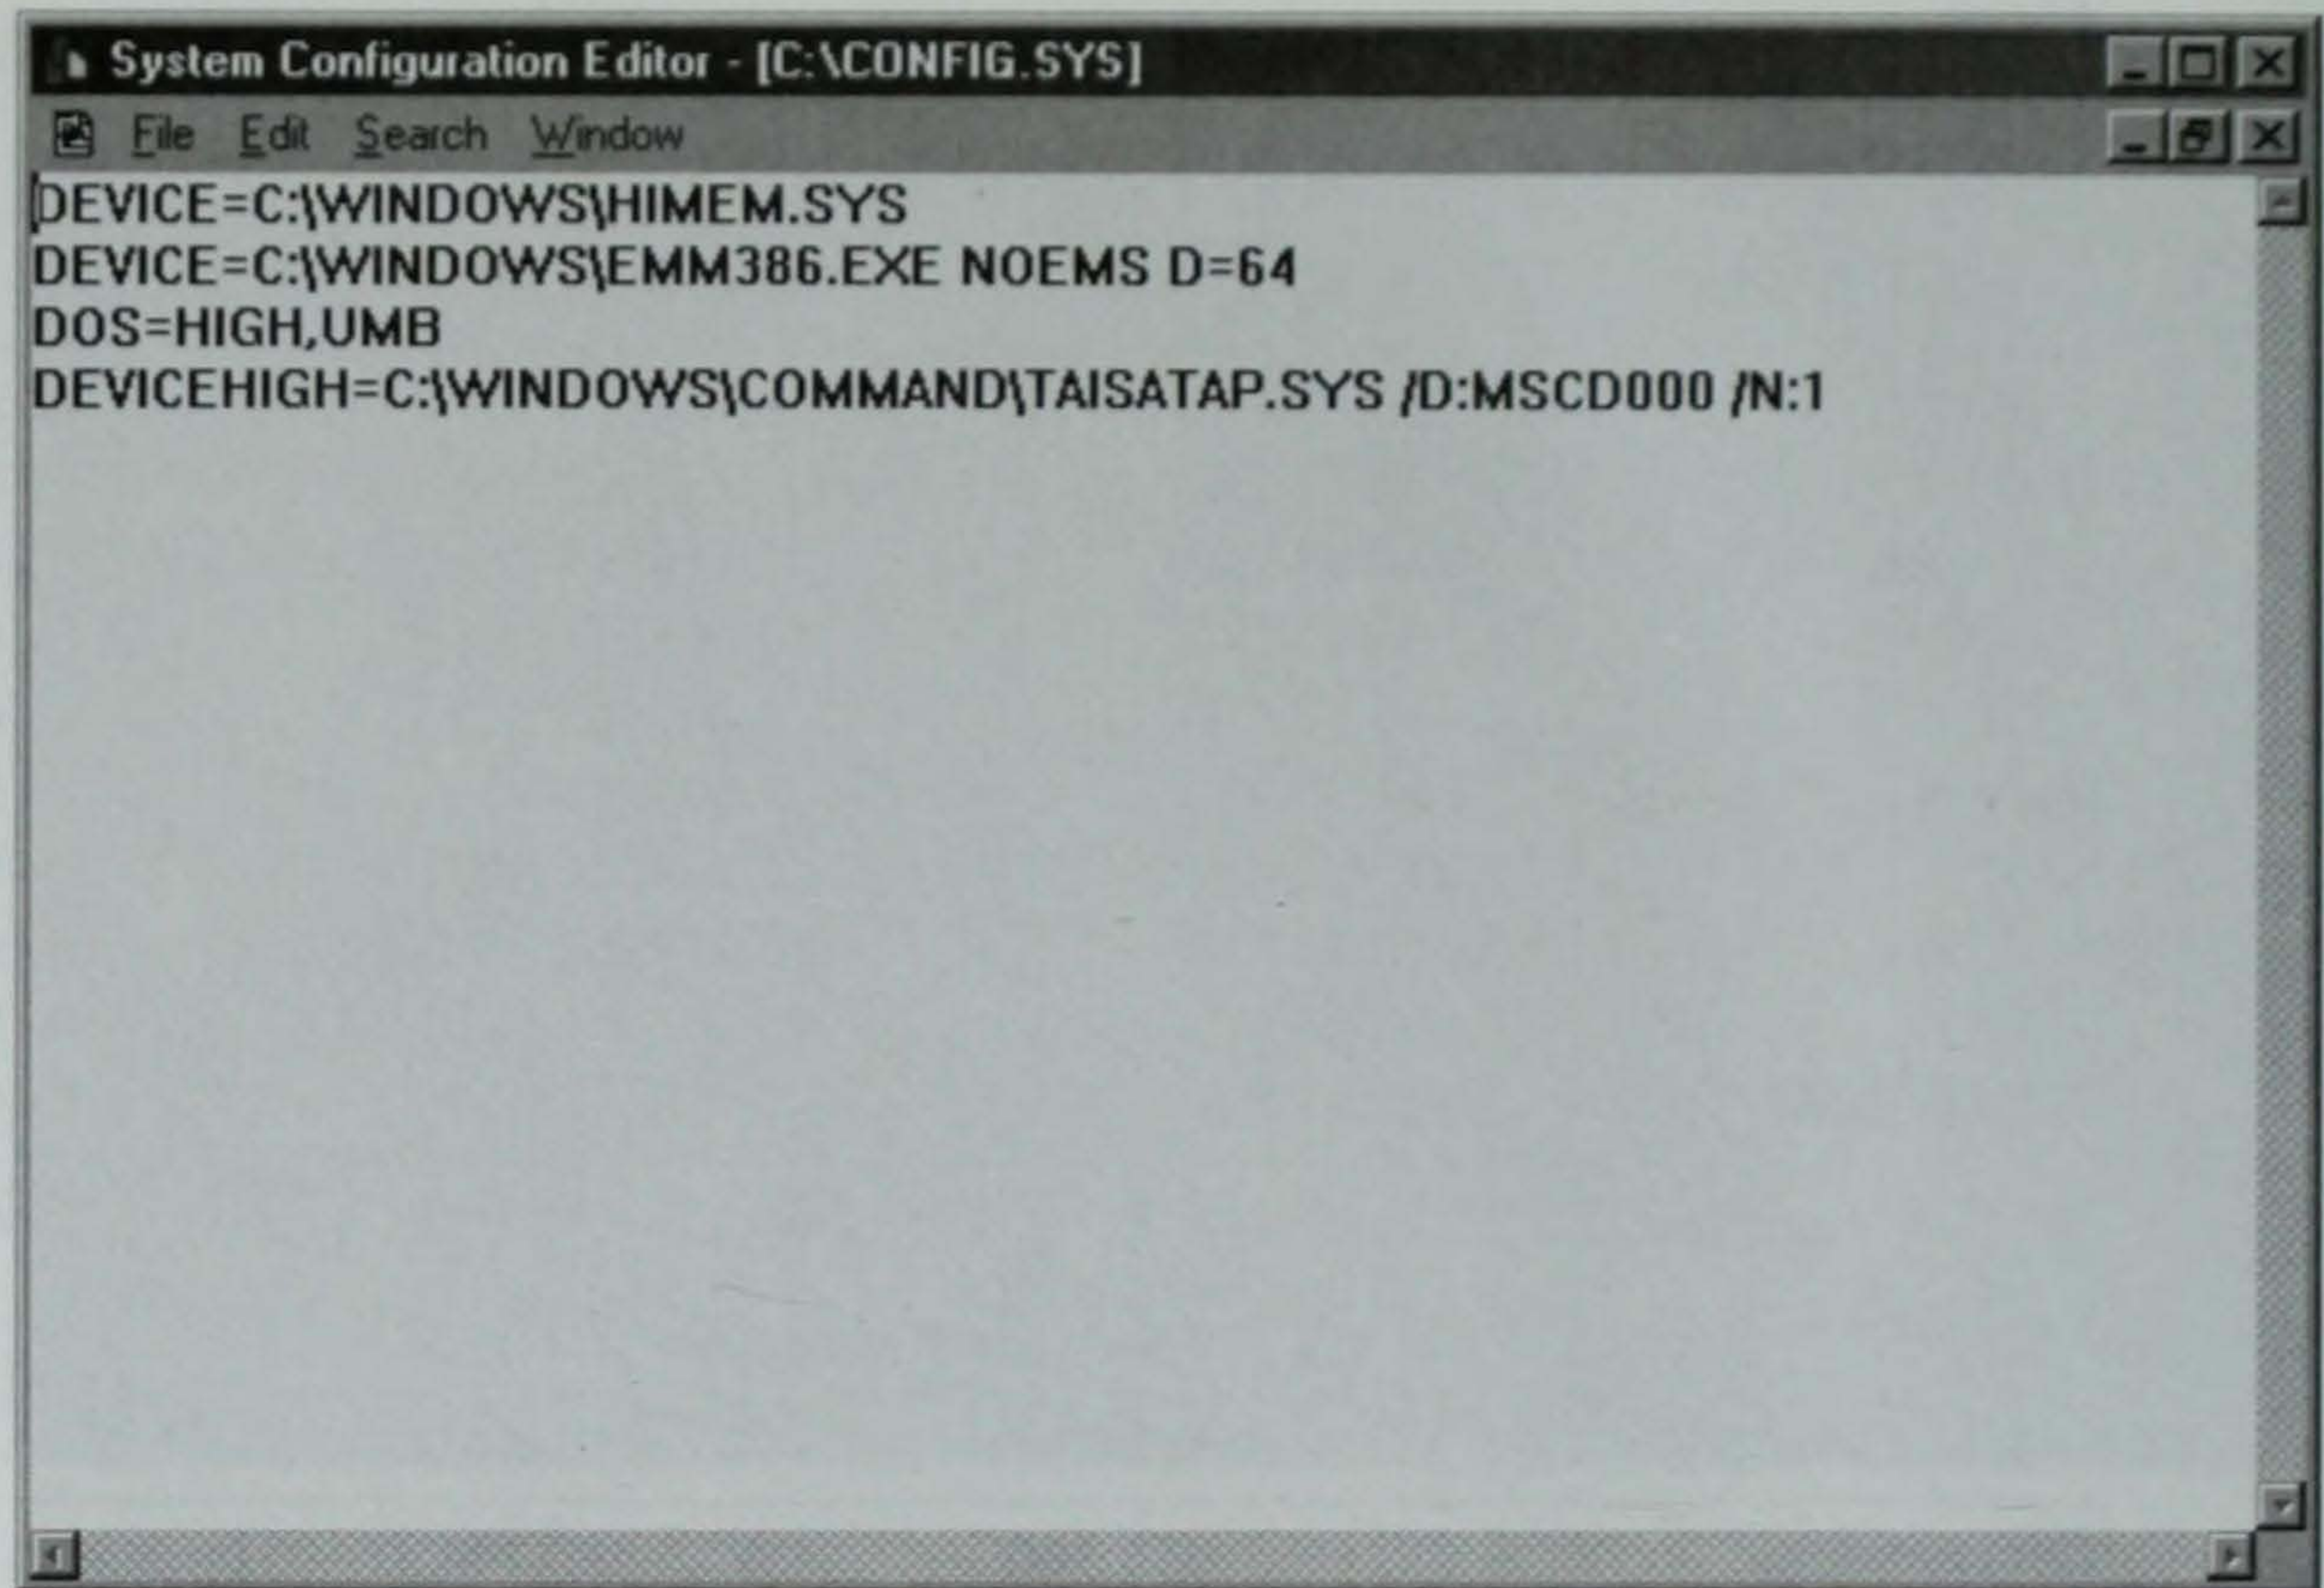 System Configuration Editor - [C:\CONFIG.SYS]
File Edit Search Window
DEVICE=C:\WINDOWS\HIMEM.SYS
DEVICE=C:\WINDOWS\EMM386.EXE NOEMS D=64
DOS=HIGH,UMB
DEVICEHIGH=C:\WINDOWS\COMMAND\TAISATAP.SYS /D:MSCD000 /N:1